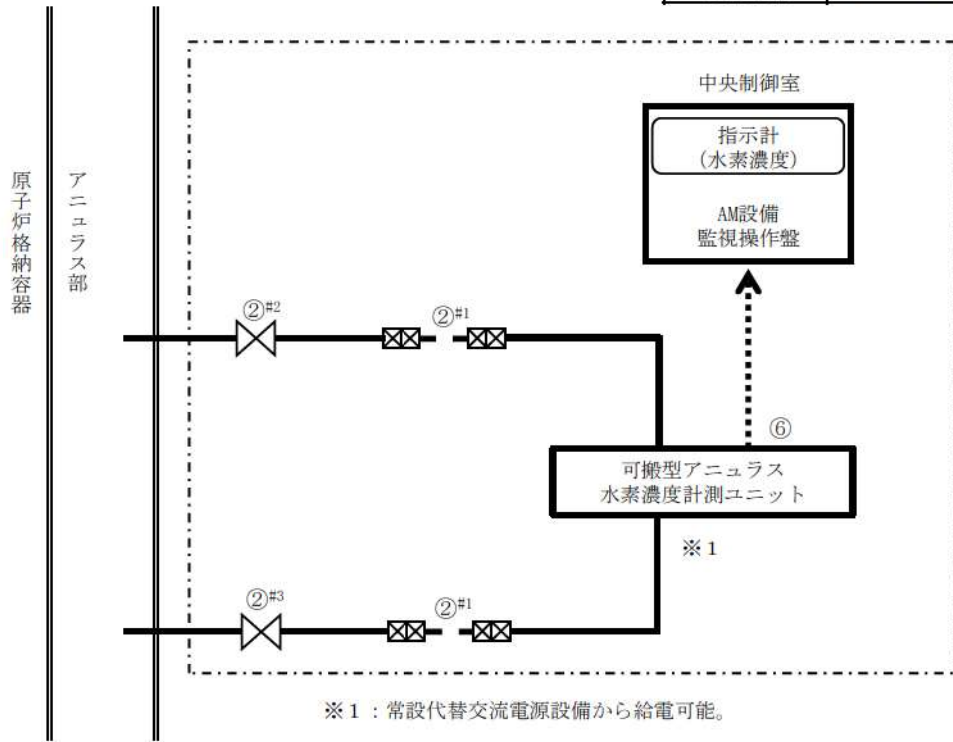 原子炉格納容器
アニュラス部
中央制御室
指示計
(水素濃度)
AM設備
監視操作盤
②#2
②#1
⑥
可搬型アニュラス
水素濃度計測ユニット
※1
②#3
②#1
※1：常設代替交流電源設備から給電可能。